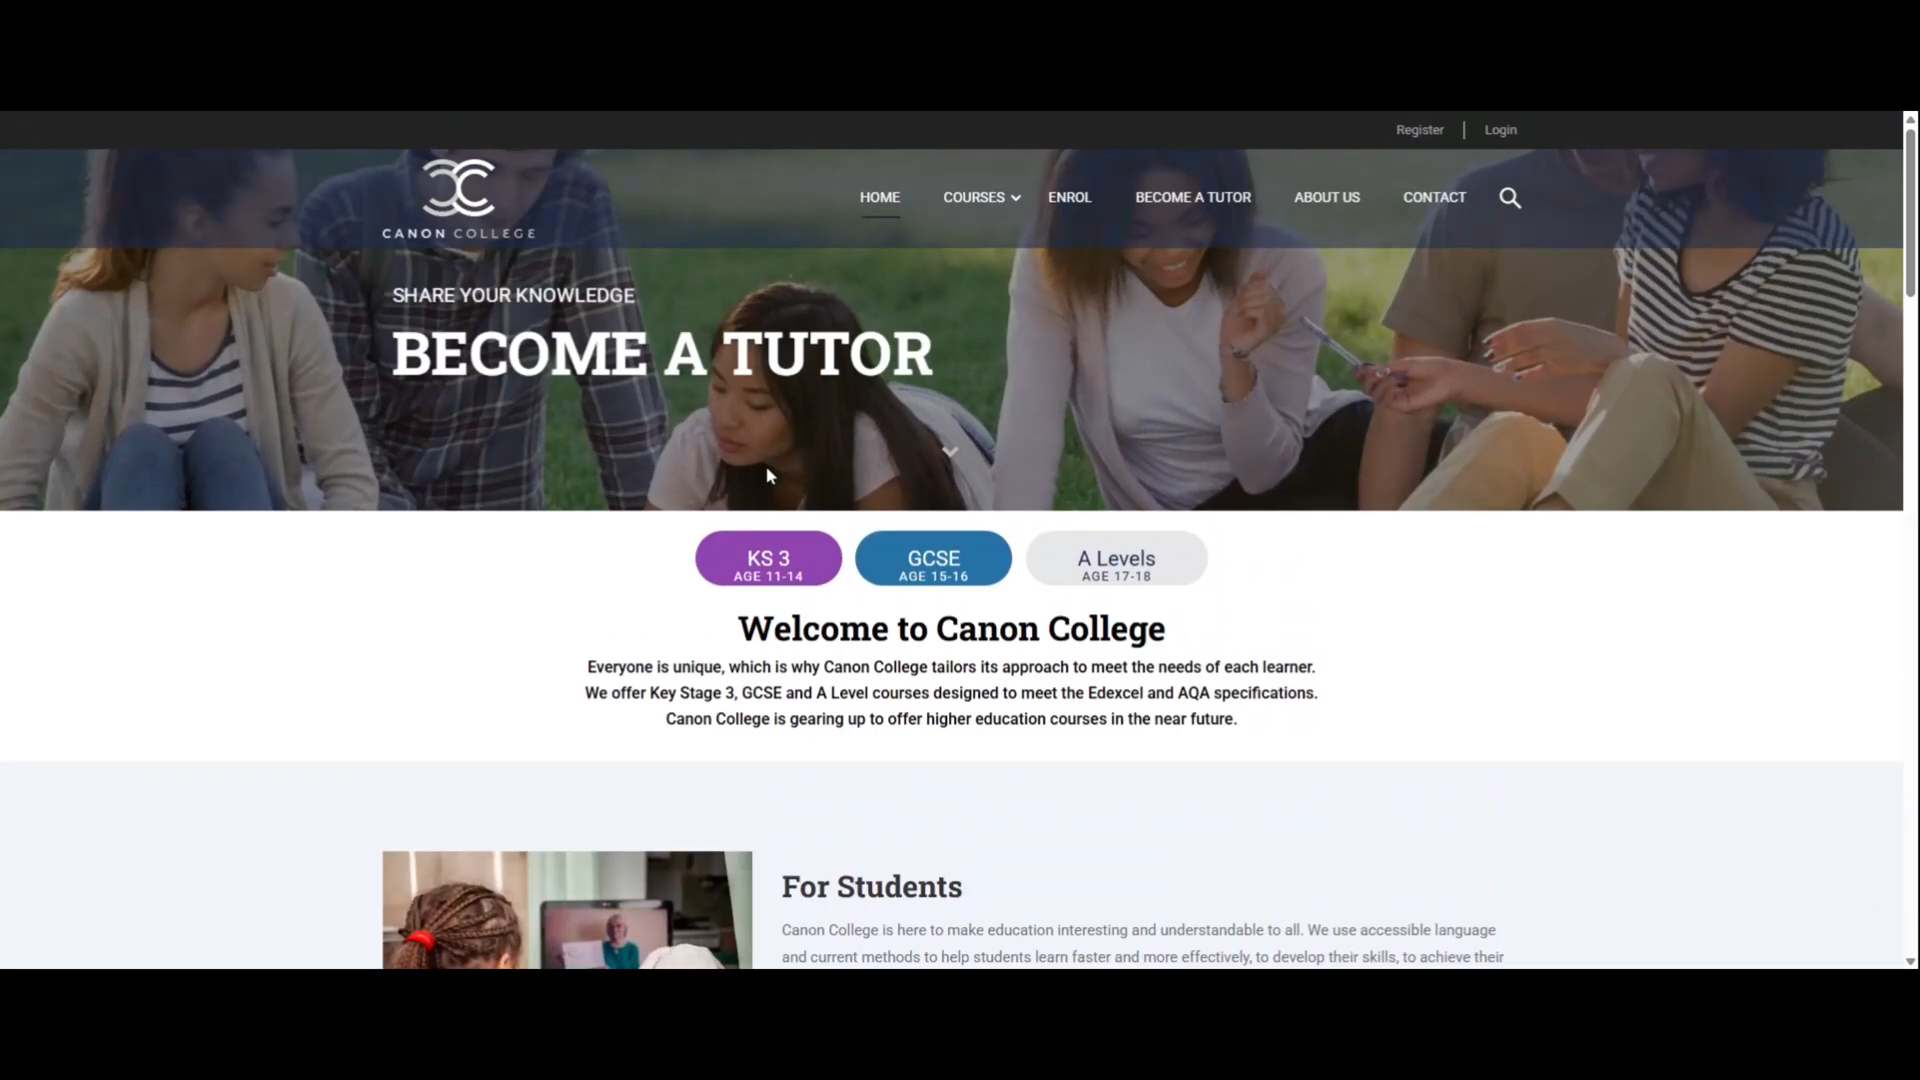 Register | Login
CANON COLLEGE
HOME COURSES ENROL BECOME A TUTOR ABOUT US CONTACT
SHARE YOUR KNOWLEDGE
BECOME A TUTOR
KS 3
AGE 11-14
GCSE
AGE 15-16
A Levels
AGE 17-18
Welcome to Canon College
Everyone is unique, which is why Canon College tailors its approach to meet the needs of each learner.
We offer Key Stage 3, GCSE and A Level courses designed to meet the Edexcel and AQA specifications.
Canon College is gearing up to offer higher education courses in the near future.
For Students
Canon College is here to make education interesting and understandable to all. We use accessible language
and current methods to help students learn faster and more effectively, to develop their skills, to achieve their